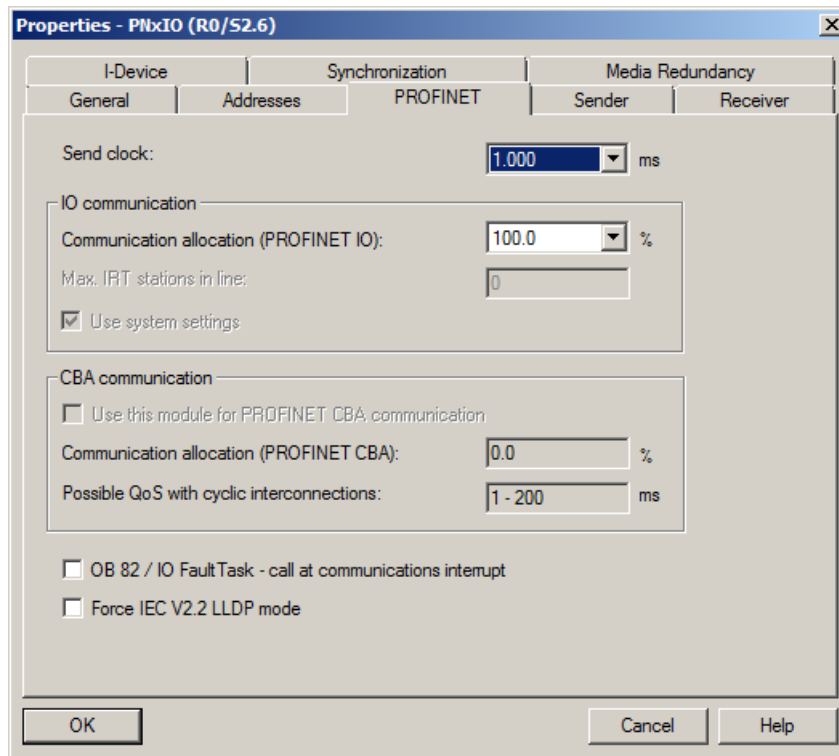 Properties - PNxIO (R0/S2.6)
I-Device Synchronization Media Redundancy
General Addresses PROFINET Sender Receiver
Send clock: 1.000 ms
IO communication
Communication allocation (PROFINET IO): 100.0 %
Max. IRT stations in line: 0
Use system settings
CBA communication
Use this module for PROFINET CBA communication
Communication allocation (PROFINET CBA): 0.0 %
Possible QoS with cyclic interconnections: 1 - 200 ms
OB 82 / IO FaultTask - call at communications interrupt
Force IEC V2.2 LLDP mode
OK Cancel Help